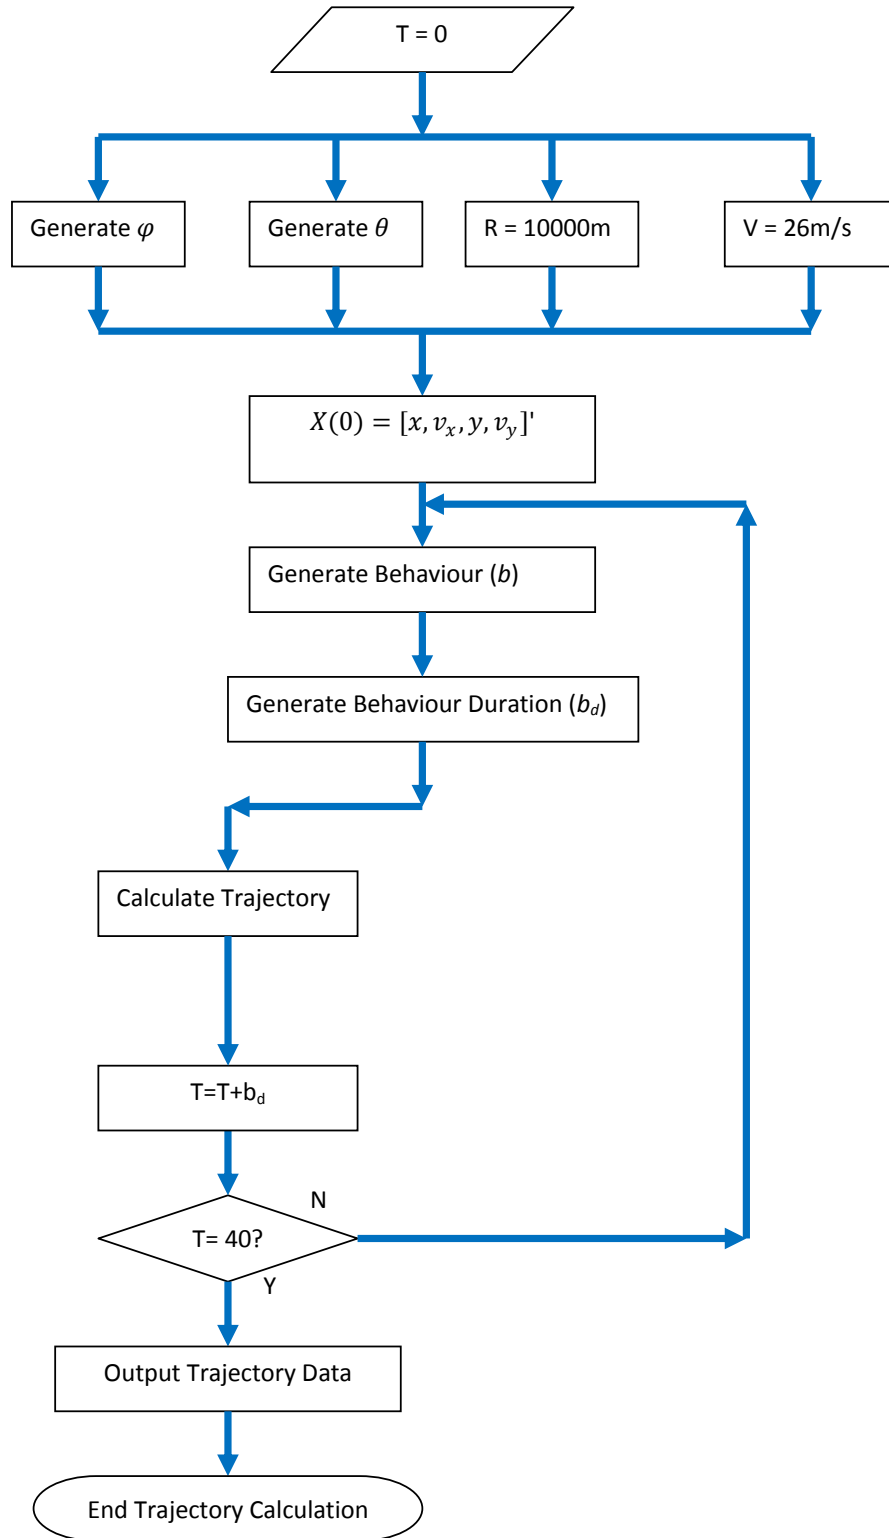 T = 0
Generate φ
Generate θ
R = 10000m
V = 26m/s
X(0) = [x, vₓ, y, v_y]'
Generate Behaviour (b)
Generate Behaviour Duration (b_d)
Calculate Trajectory
T=T+b_d
N
T= 40?
Y
Output Trajectory Data
End Trajectory Calculation